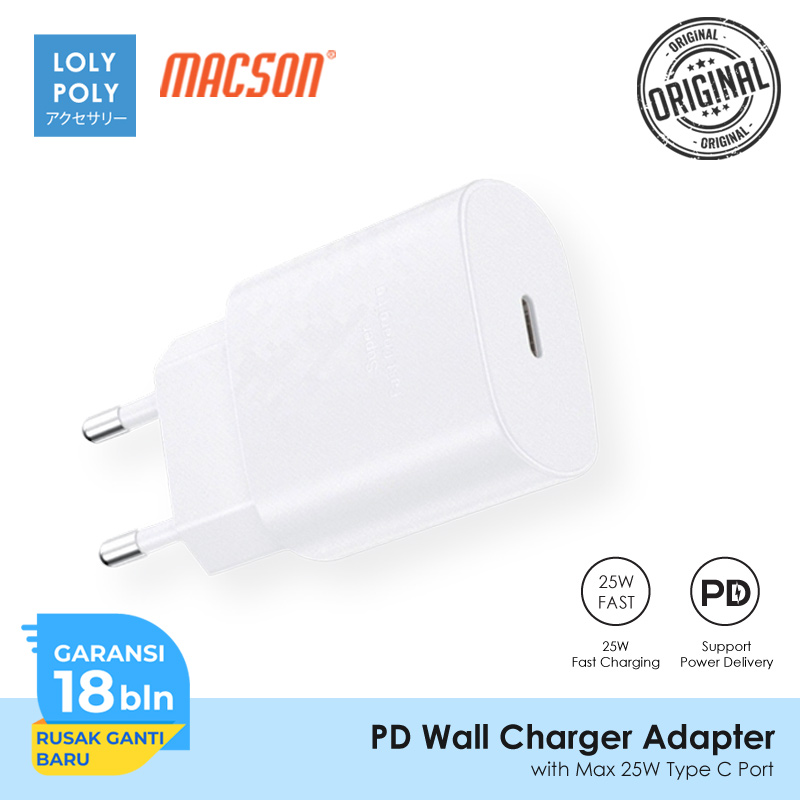 LOLY
POLY
アクセサリー
MACSON®
- ORIGINAL -
ORIGINAL
- ORIGINAL -
25W
FAST
25W
Fast Charging
PD
Support
Power Delivery
GARANSI
18 bln
RUSAK GANTI
BARU
PD Wall Charger Adapter
with Max 25W Type C Port